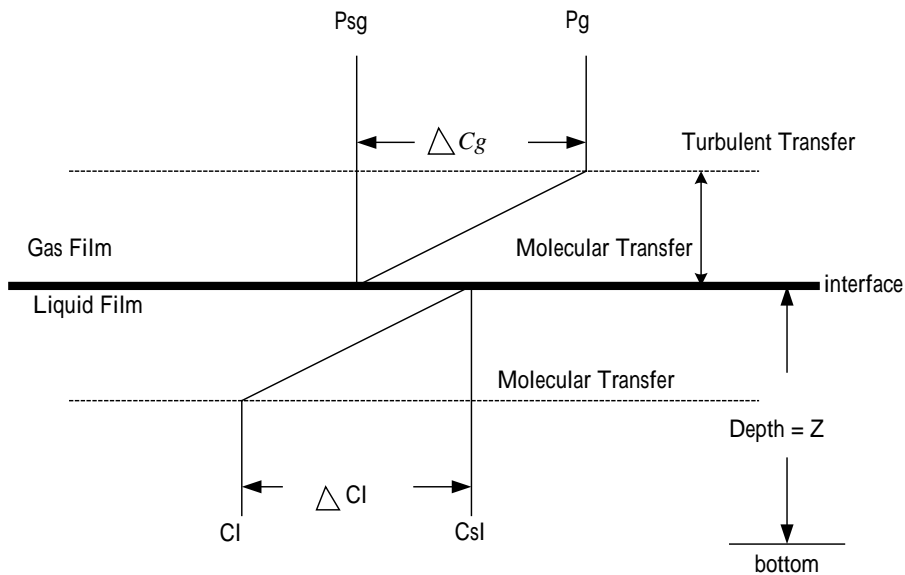 Psg Pg
△ Cg
Turbulent Transfer
Gas Film
Molecular Transfer
interface
Liquid Film
Molecular Transfer
Depth = Z
△ Cl
Cl Csl
bottom